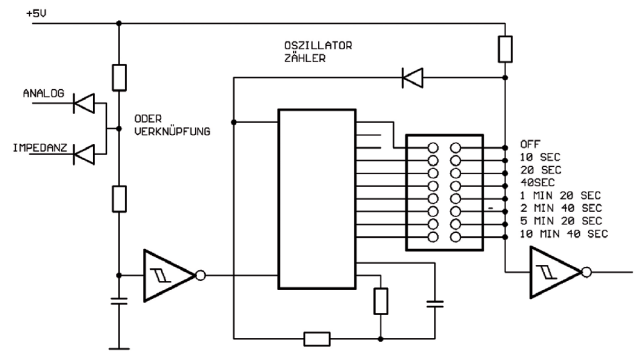 +5V
OSZILLATOR
ZÄHLER
ANALOG
ODER
VERKNÜPFUNG
IMPEDANZ
OFF
10 SEC
20 SEC
40SEC
1 MIN 20 SEC
2 MIN 40 SEC
5 MIN 20 SEC
10 MIN 40 SEC